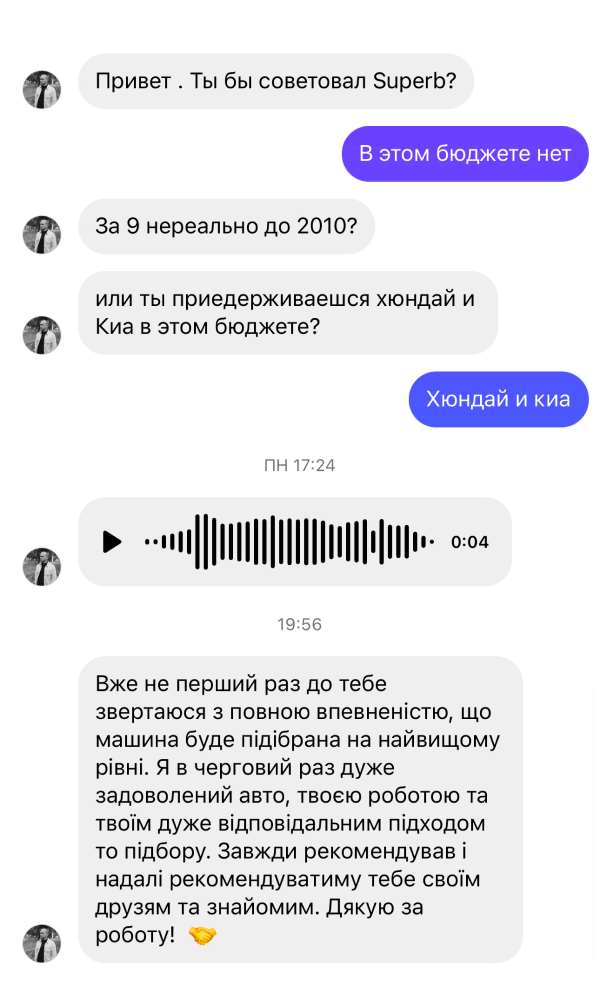 Привет . Ты бы советовал Superb?
В этом бюджете нет
За 9 нереально до 2010?
или ты приедерживаешся хюндай и
Киа в этом бюджете?
Хюндай и киа
ПН 17:24
0:04
19:56
Вже не перший раз до тебе
звертаюся з повною впевненістю, що
машина буде підібрана на найвищому
рівні. Я в черговий раз дуже
задоволений авто, твоєю роботою та
твоїм дуже відповідальним підходом
то підбору. Завжди рекомендував і
надалі рекомендуватиму тебе своїм
друзям та знайомим. Дякую за
роботу! 🤝